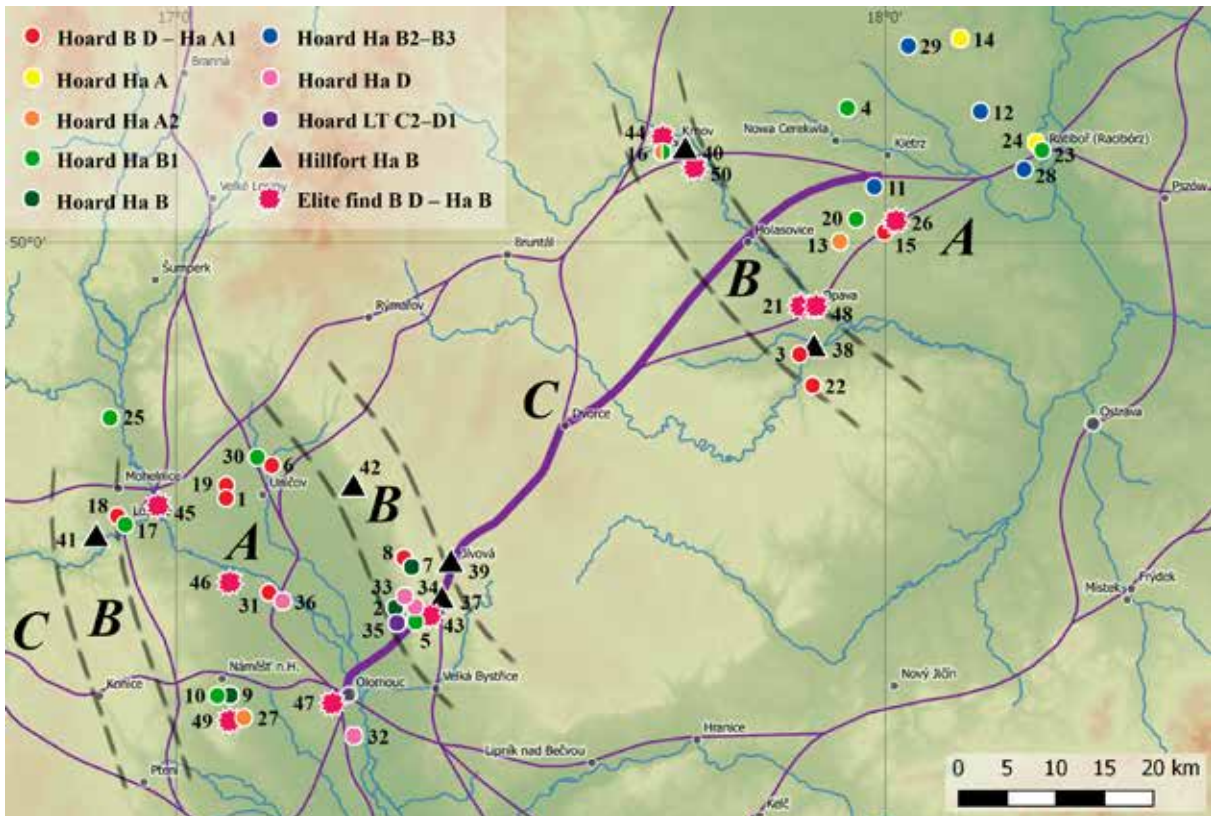 17°0'
18°0'
50°0'
Hoard B D – Ha A1
Hoard Ha A
Hoard Ha A2
Hoard Ha B1
Hoard Ha B
Hoard Ha B2–B3
Hoard Ha D
Hoard LT C2–D1
Hillfort Ha B
Elite find B D – Ha B
Branná
Velké Losiny
Šumperk
Bruntál
Rýmařov
29
14
4
12
44
Krnov
Nowa Cerekwla
Kietrz
24
Ratiboř (Racibórz)
16
40
23
50
28
Pszów
11
20
26
13
15
A
Holasovice
B
21
Opava
48
3
38
22
C
Dvorce
Ostrava
25
30
6
42
Mohelnice
19
Uničov
1
B
18
45
17
41
A
8
7
Jívová
39
46
33
34
37
31
36
2
43
35
5
C
B
Místek
Frýdek
Náměšť n.H.
Konice
10
9
Olomouc
Velká Bystřice
Nový Jičín
47
49
27
32
Hranice
Lipník nad Bečvou
Ptení
Kelč
0 5 10 15 20 km